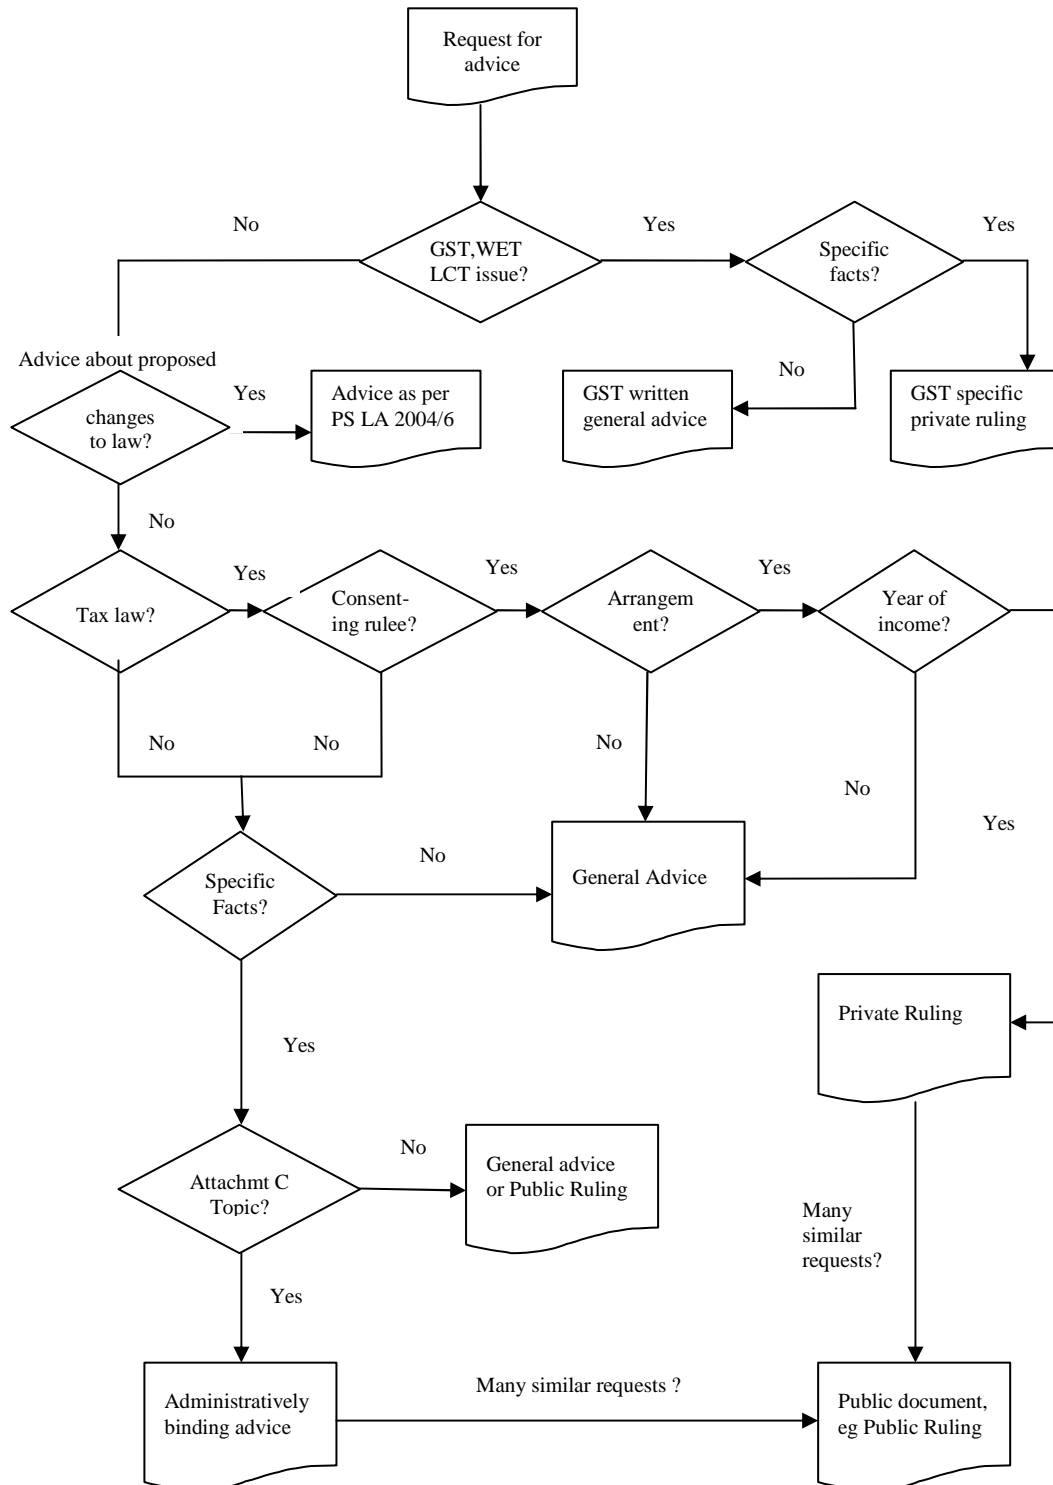 Request for
advice
No
GST,WET
LCT issue?
Yes
Specific
facts?
Yes
Advice about proposed
changes
to law?
Yes
Advice as per
PS LA 2004/6
GST written
general advice
No
GST specific
private ruling
No
Tax law?
Yes
Consent-
ing rulee?
Yes
Arrangem
ent?
Yes
Year of
income?
No
No
No
No
Yes
Specific
Facts?
No
General Advice
Private Ruling
Yes
Attachmt C
Topic?
No
General advice
or Public Ruling
Many
similar
requests?
Yes
Administratively
binding advice
Many similar requests ?
Public document,
eg Public Ruling